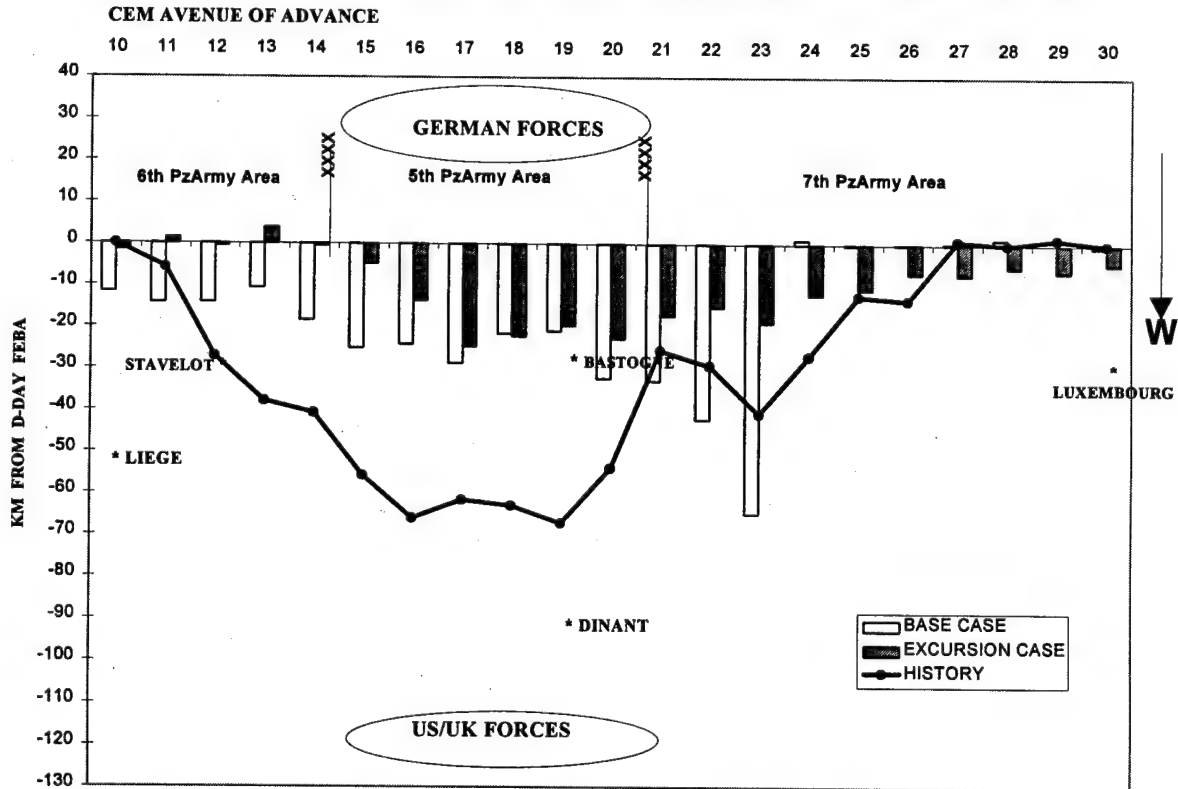 CEM AVENUE OF ADVANCE
10 11 12 13 14 15 16 17 18 19 20 21 22 23 24 25 26 27 28 29 30
40
30
20
10
0
-10
-20
-30
-40
-50
-60
-70
-80
-90
-100
-110
-120
-130
KM FROM D-DAY FEBA
GERMAN FORCES
XXXX
XXXX
6th PzArmy Area
5th PzArmy Area
7th PzArmy Area
STAVELOT
* BASTOGNE
* LUXEMBOURG
* LIEGE
* DINANT
W
BASE CASE
EXCURSION CASE
HISTORY
US/UK FORCES